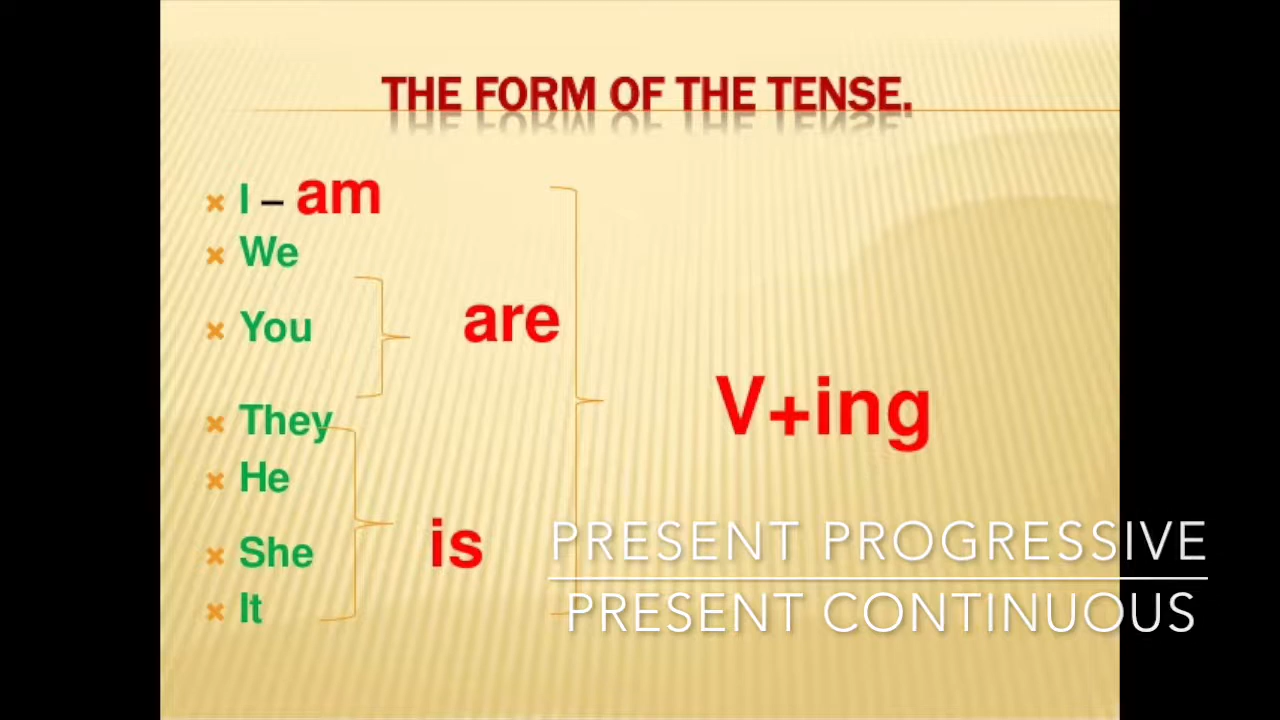 THE FORM OF THE TENSE.
I – am
We
You
are
They
He
She
is
It
V+ing
PRESENT PROGRESSIVE
PRESENT CONTINUOUS